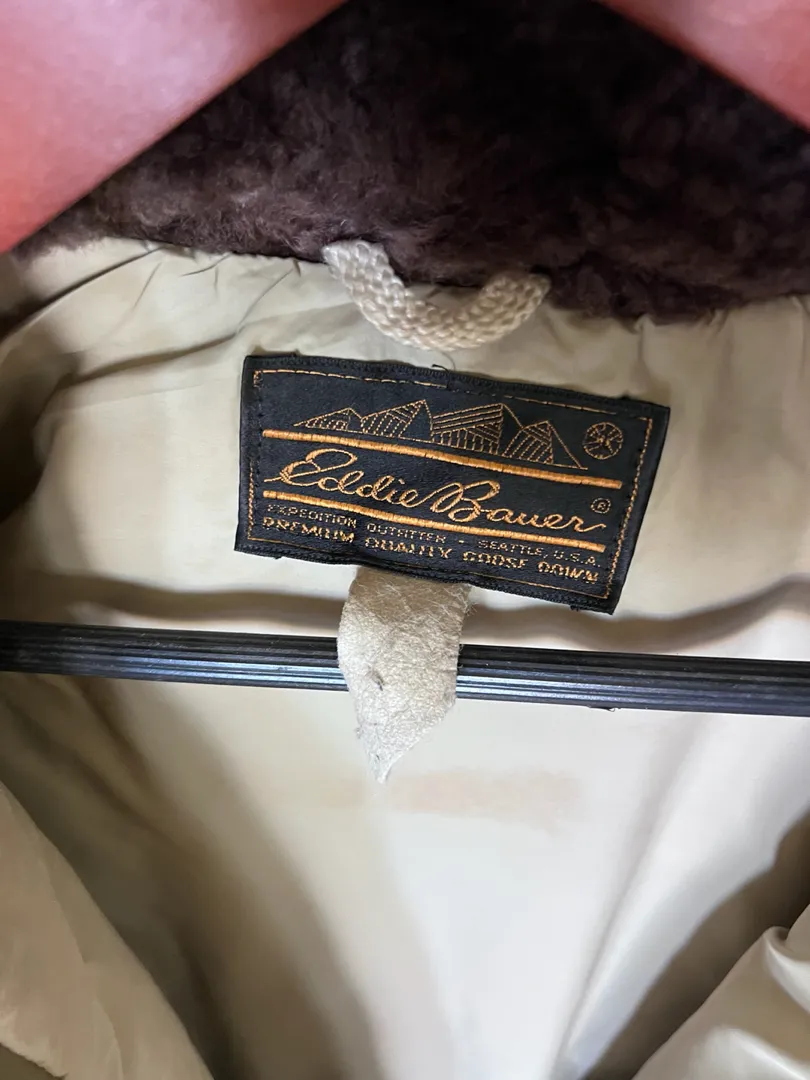 Eddie Bauer ®
EXPEDITION OUTFITTER - SEATTLE, U.S.A.
PREMIUM QUALITY GOOSE DOWN